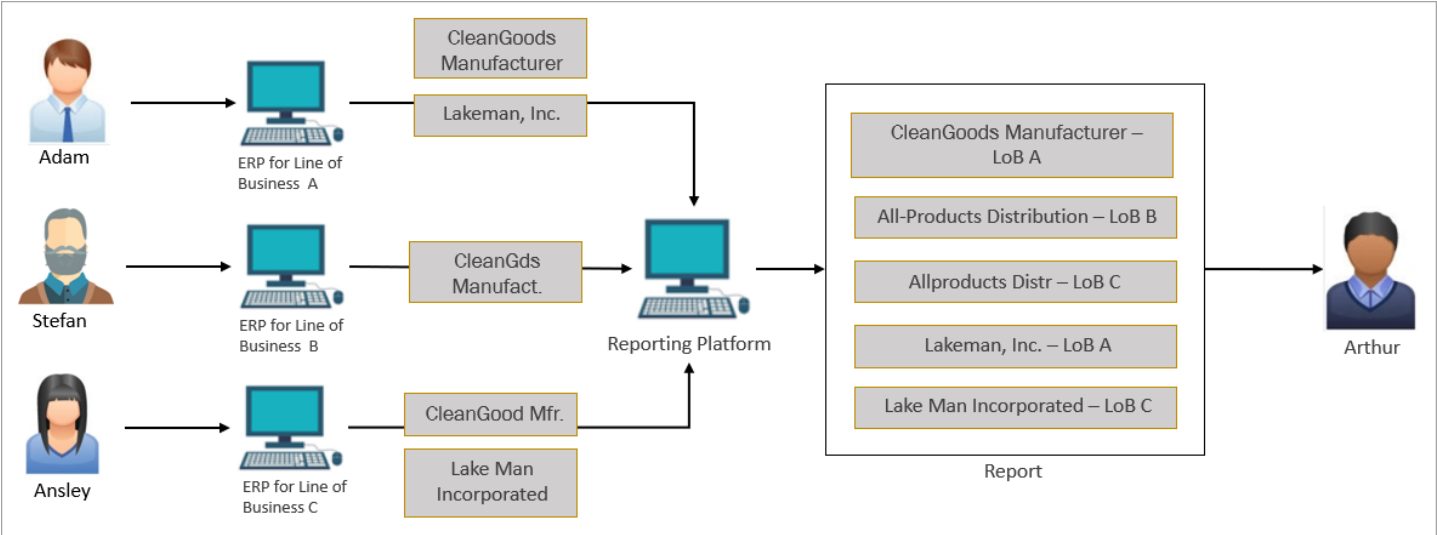 CleanGoods
Manufacturer
Lakeman, Inc.
Adam
ERP for Line of
Business  A
CleanGds
Manufact.
Stefan
ERP for Line of
Business  B
CleanGood Mfr.
Lake Man
Incorporated
Ansley
ERP for Line of
Business C
Reporting Platform
CleanGoods Manufacturer –
LoB A
All-Products Distribution – LoB B
Allproducts Distr – LoB C
Lakeman, Inc. – LoB A
Lake Man Incorporated – LoB C
Report
Arthur